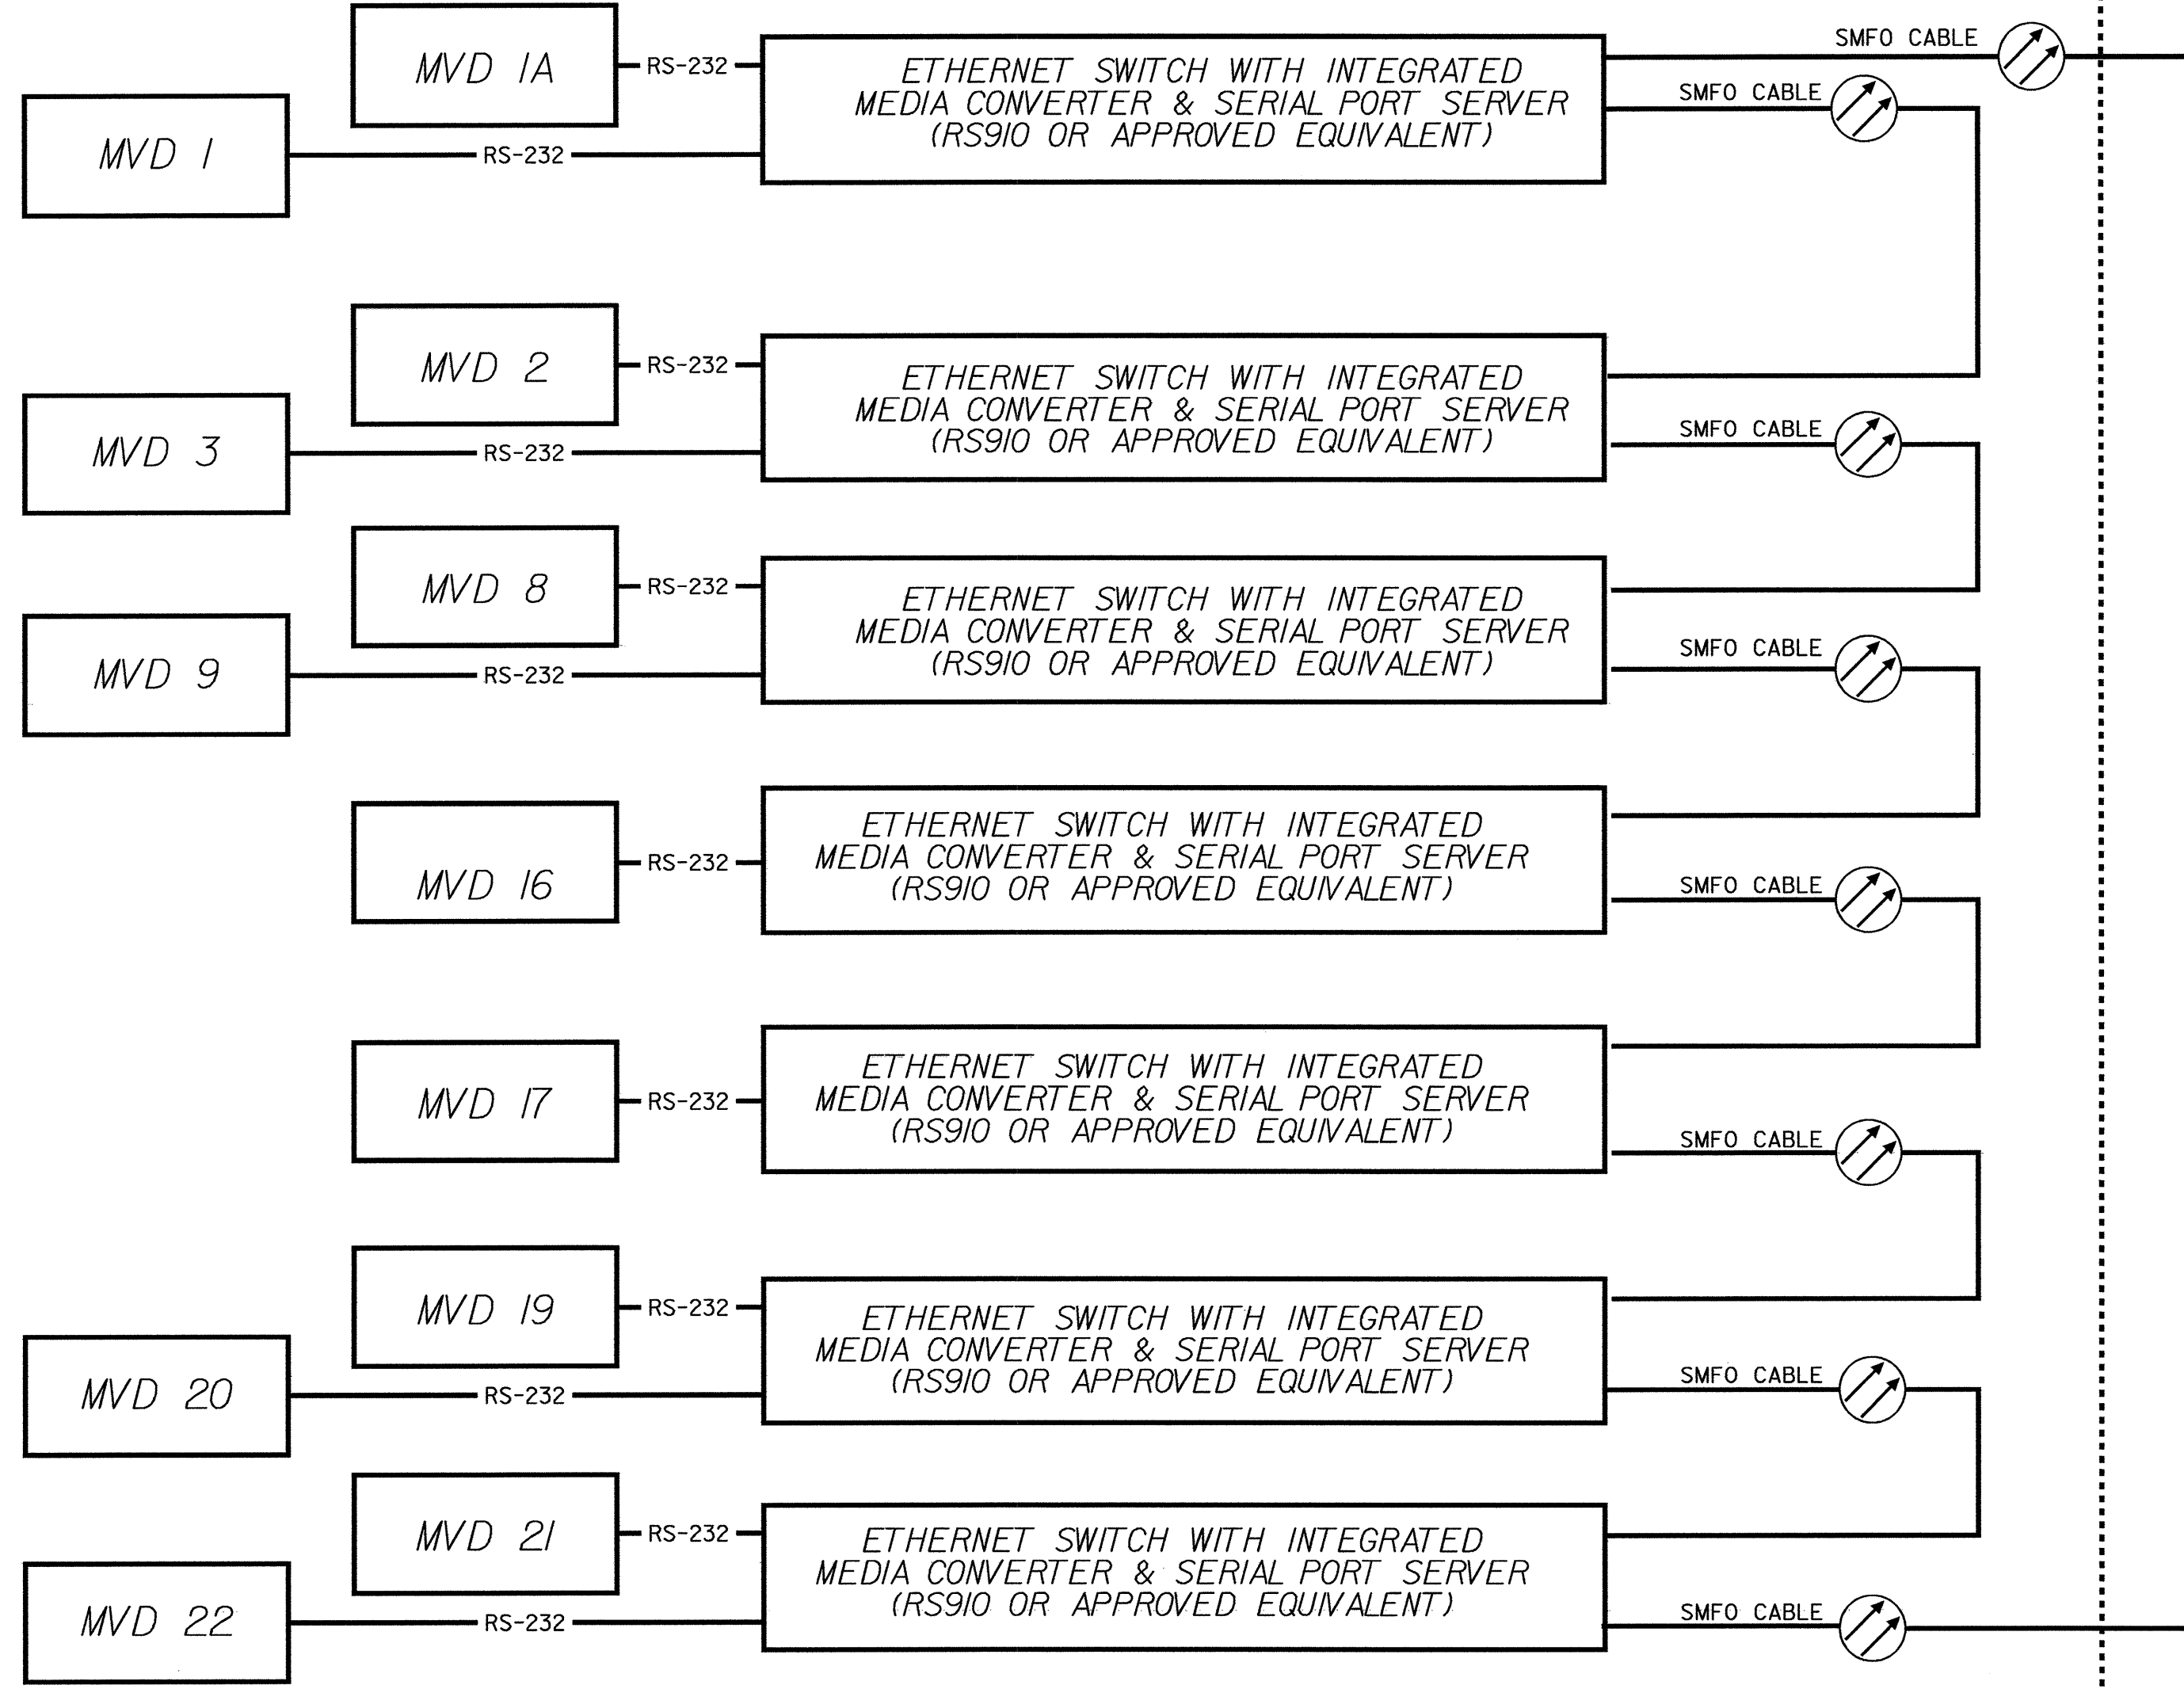 MVD 1A
RS-232
ETHERNET SWITCH WITH INTEGRATED
MEDIA CONVERTER & SERIAL PORT SERVER
(RS910 OR APPROVED EQUIVALENT)
SMFO CABLE
SMFO CABLE
MVD 1
RS-232
MVD 2
RS-232
ETHERNET SWITCH WITH INTEGRATED
MEDIA CONVERTER & SERIAL PORT SERVER
(RS910 OR APPROVED EQUIVALENT)
SMFO CABLE
MVD 3
RS-232
MVD 8
RS-232
ETHERNET SWITCH WITH INTEGRATED
MEDIA CONVERTER & SERIAL PORT SERVER
(RS910 OR APPROVED EQUIVALENT)
SMFO CABLE
MVD 9
RS-232
MVD 16
RS-232
ETHERNET SWITCH WITH INTEGRATED
MEDIA CONVERTER & SERIAL PORT SERVER
(RS910 OR APPROVED EQUIVALENT)
SMFO CABLE
MVD 17
RS-232
ETHERNET SWITCH WITH INTEGRATED
MEDIA CONVERTER & SERIAL PORT SERVER
(RS910 OR APPROVED EQUIVALENT)
SMFO CABLE
MVD 19
RS-232
ETHERNET SWITCH WITH INTEGRATED
MEDIA CONVERTER & SERIAL PORT SERVER
(RS910 OR APPROVED EQUIVALENT)
SMFO CABLE
MVD 20
RS-232
MVD 21
RS-232
ETHERNET SWITCH WITH INTEGRATED
MEDIA CONVERTER & SERIAL PORT SERVER
(RS910 OR APPROVED EQUIVALENT)
SMFO CABLE
MVD 22
RS-232